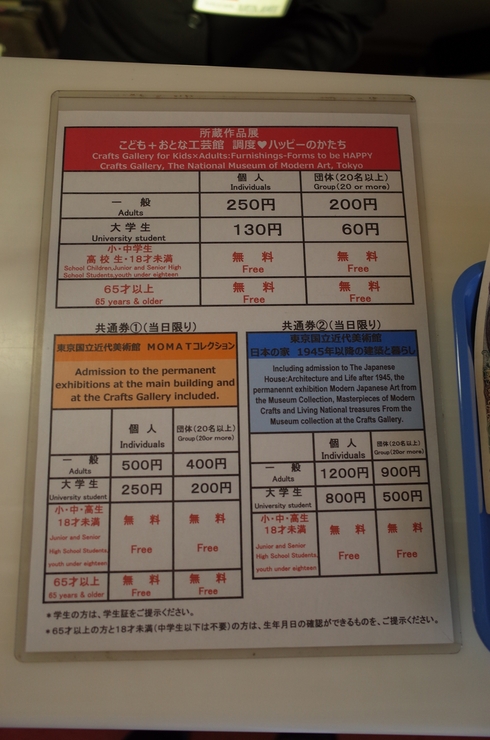 所蔵作品展
こども+おとな工芸館 調度♥ハッピーのかたち
Crafts Gallery for Kids×Adults:Furnishings-Forms to be HAPPY
Crafts Gallery, The National Museum of Modern Art, Tokyo
個人 団体(20名以上)
Individuals Group(20 or more)
一般 250円 200円
Adults
大学生 130円 60円
University student
小・中学生
高校生・18才未満 無料 無料
School Children,Junior and Senior High Free Free
School Students,youth under eighteen
65才以上 無料 無料
65 years & older Free Free
共通券①(当日限り)
東京国立近代美術館 MOMATコレクション
Admission to the permanent
exhibitions at the main building and
at the Crafts Gallery included.
個人 団体(20名以上)
Individuals Group(20or more)
一般 500円 400円
Adults
大学生 250円 200円
University student
小・中・高生
18才未満 無料 無料
Junior and Senior
High School Students, Free Free
youth under eighteen
65才以上 無料 無料
65 years & older Free Free
共通券②(当日限り)
東京国立近代美術館
日本の家 1945年以降の建築と暮らし
Including admission to The Japanese
House:Architecture and Life after 1945, the
permanennt exhibition Modern Japanese Art from
the Museum Collection, Masterpieces of Modern
Crafts and Living National treasures From the
Museum collection at the Crafts Gallery.
個人 団体(20名以上)
Individuals Group(20or more)
一般 1200円 900円
Adults
大学生 800円 500円
University student
小・中・高生
18才未満 無料 無料
Junior and Senior
High School Students, Free Free
youth under eighteen
*学生の方は、学生証をご提示ください。
*65才以上の方と18才未満(中学生以下は不要)の方は、生年月日の確認ができるものを、ご提示ください。